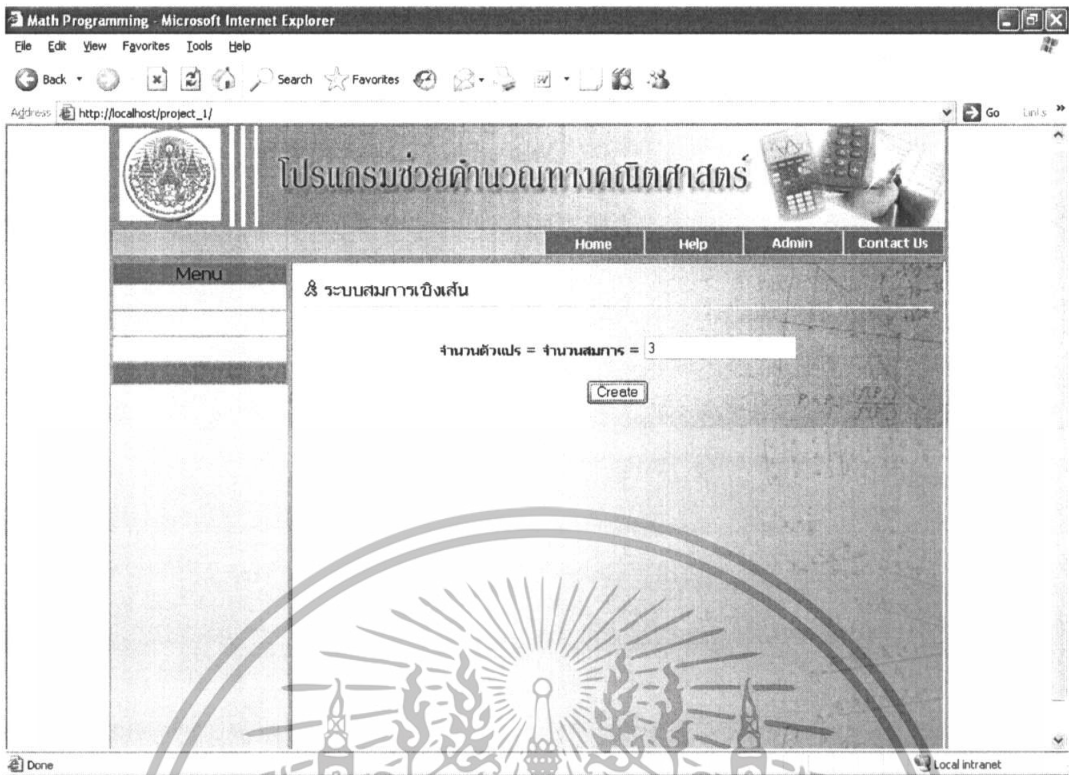 Math Programming - Microsoft Internet Explorer
File Edit View Favorites Tools Help
Back Search Favorites
Address http://localhost/project_1/ Go Links »
โปรแกรมช่วยคำนวณทางคณิตศาสตร์
Home Help Admin Contact Us
Menu
ระบบสมการเชิงเส้น
จำนวนตัวแปร = จำนวนสมการ = 3
Create
Done Local intranet